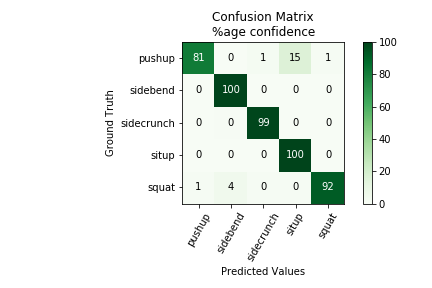 Confusion Matrix
%age confidence
pushup 81 0 1 15 1
sidebend 0 100 0 0 0
sidecrunch 0 0 99 0 0
situp 0 0 0 100 0
squat 1 4 0 0 92
Ground Truth
pushup sidebend sidecrunch situp squat
Predicted Values
100
80
60
40
20
0